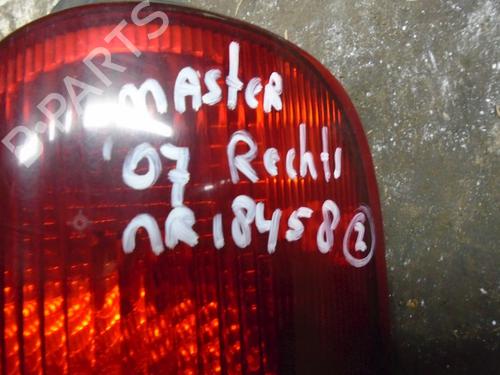 D-PARTS
MASTER
'07 Rechts
NR 18458 2